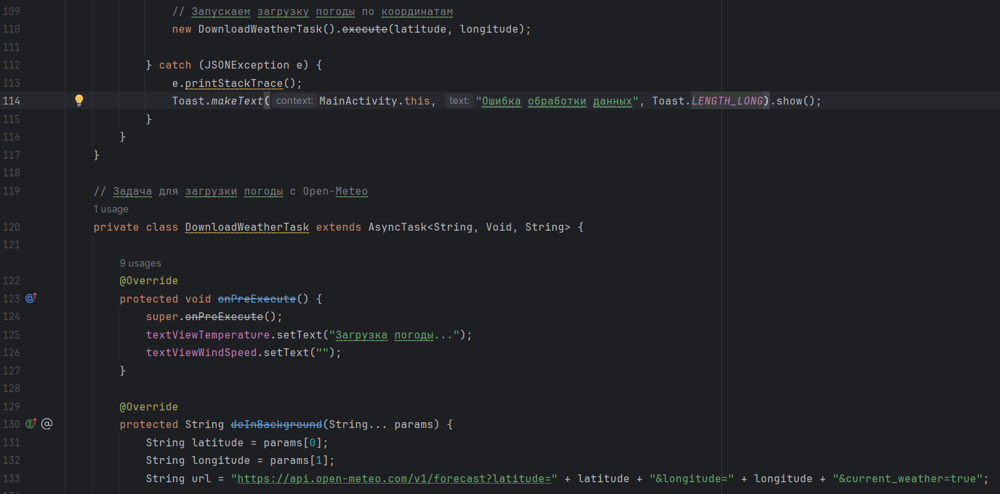 109 // Запускаем загрузку погоды по координатам
110 new DownloadWeatherTask().execute(latitude, longitude);
111
112 } catch (JSONException e) {
113 e.printStackTrace();
114 Toast.makeText( context: MainActivity.this, text: "Ошибка обработки данных", Toast.LENGTH_LONG).show();
115 }
116 }
117 }
118
119 // Задача для загрузки погоды с Open-Meteo
1 usage
120 private class DownloadWeatherTask extends AsyncTask<String, Void, String> {
121
9 usages
122 @Override
123 protected void onPreExecute() {
124 super.onPreExecute();
125 textViewTemperature.setText("Загрузка погоды...");
126 textViewWindSpeed.setText("");
127 }
128
129 @Override
130 protected String doInBackground(String... params) {
131 String latitude = params[0];
132 String longitude = params[1];
133 String url = "https://api.open-meteo.com/v1/forecast?latitude=" + latitude + "&longitude=" + longitude + "&current_weather=true";